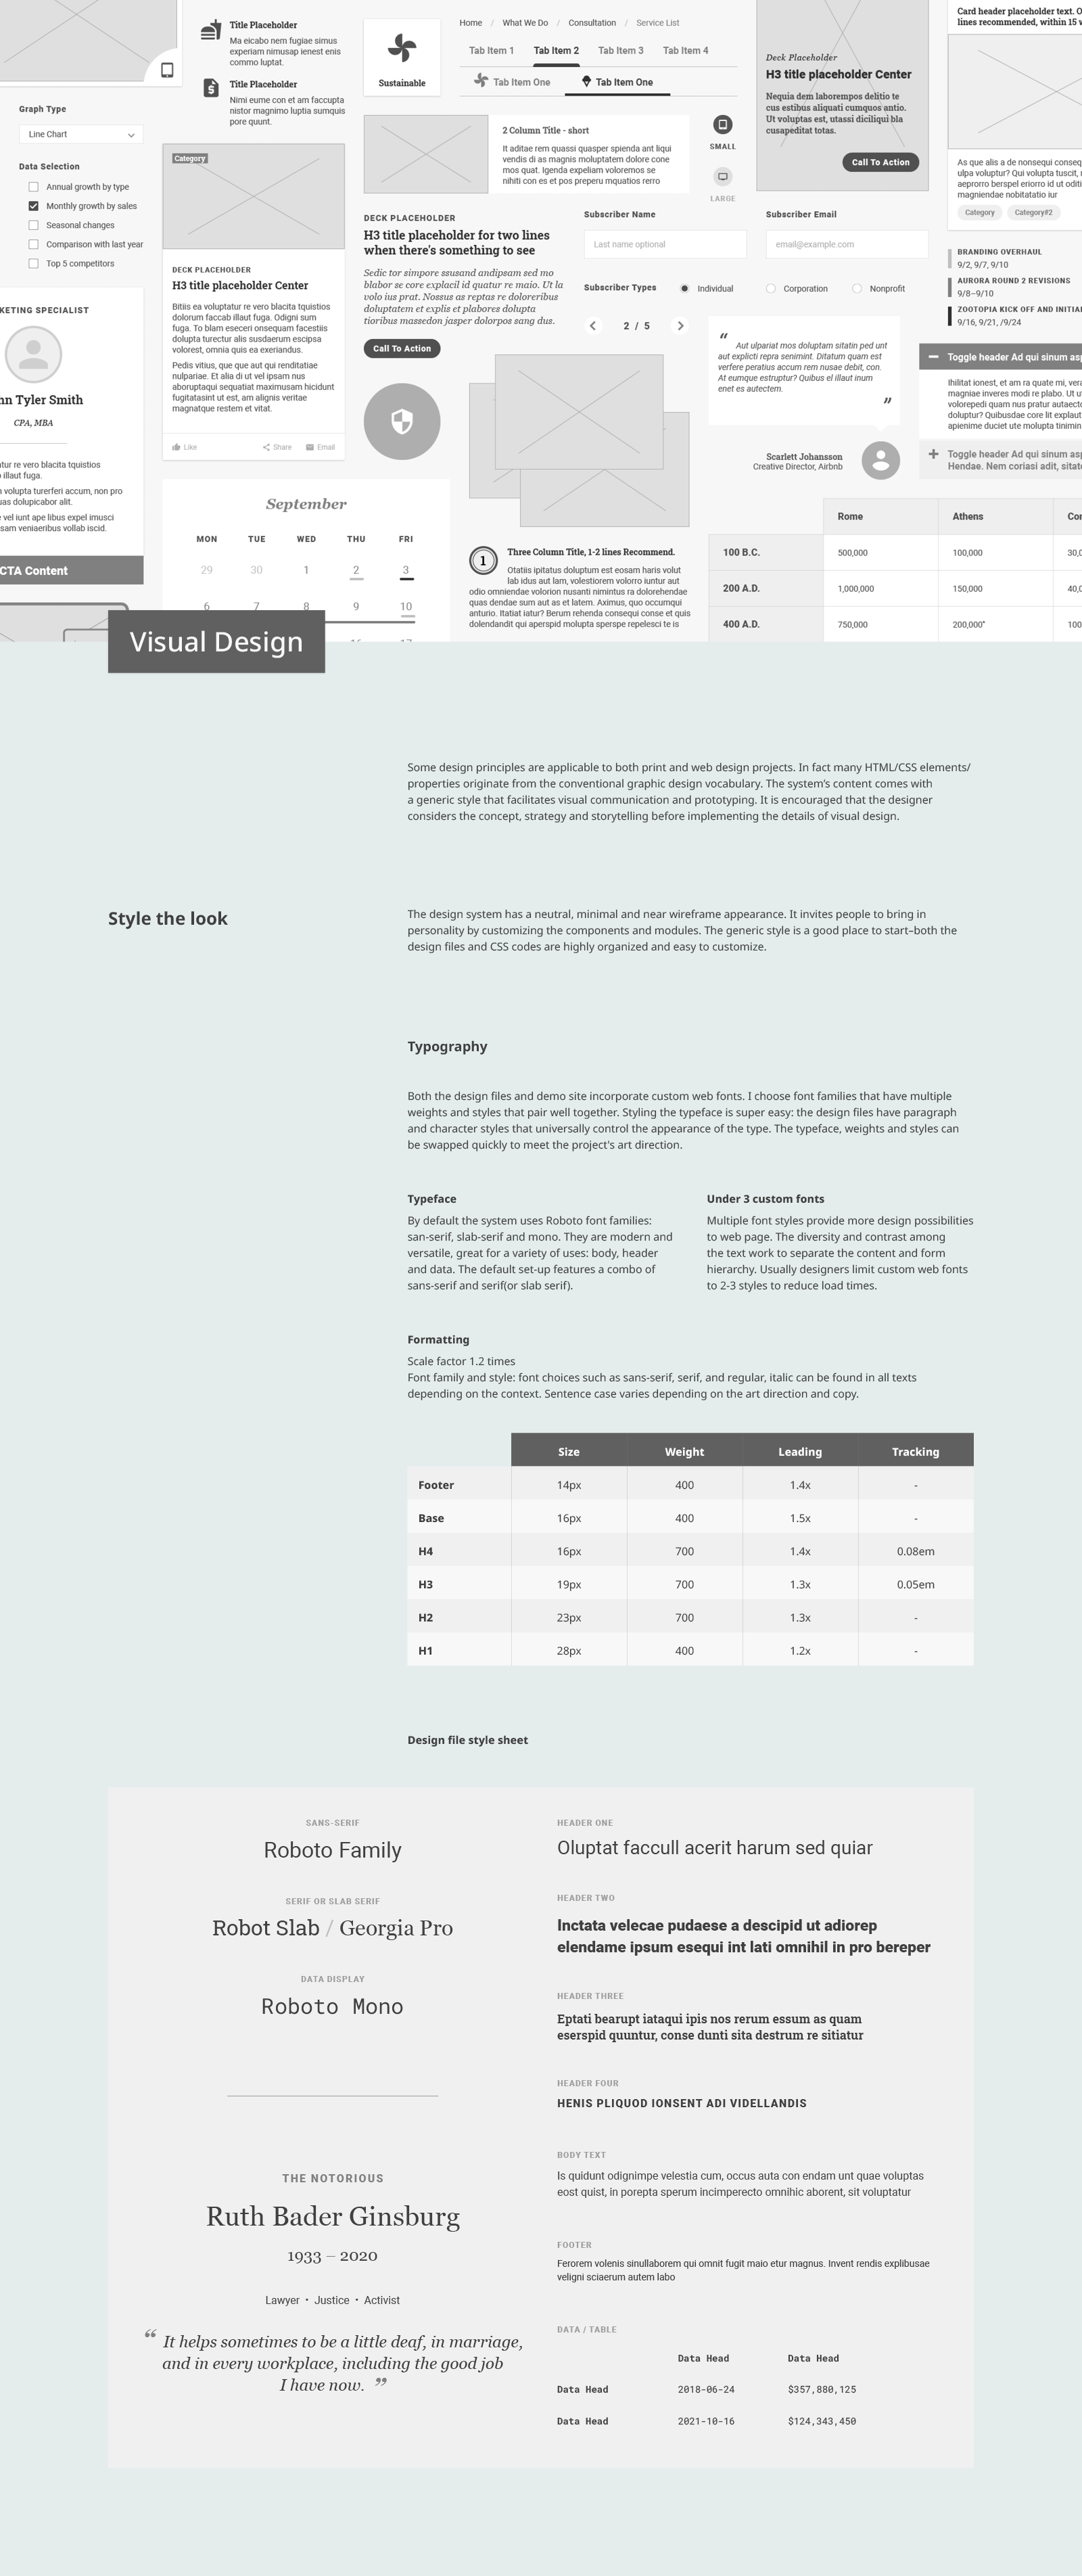 Graph Type
Line Chart
Data Selection
Annual growth by type
Monthly growth by sales
Seasonal changes
Comparison with last year
Top 5 competitors
KETING SPECIALIST
nn Tyler Smith
CPA, MBA
tur re vero blacita tquistios
illaut fuga.
volupta turerferi accum, non pro
uas dolupicabor alit.
vel iunt ape libus expel imusci
sam veniaeribus vollab iscid.
CTA Content
Title Placeholder
Ma eicabo nem fugiae simus
experiam nimusap ienest enis
commo luptat.
Title Placeholder
Nimi eume con et am faccupta
nistor magnimo luptia sumquis
pore quunt.
Category
DECK PLACEHOLDER
H3 title placeholder Center
Bitiis eu corepuda re vero blacita tquistios
dolorum faccab illaut fuga. Odigni sum
fuga. To blam eseceri onsequam facestiis
dolupta turectur alis susdaerum escipsa
volorest, omnia quis ea exeriandus.
Pedis vitius, que que aut qui renditatiae
nulpariae. Et alia di ut vel ipsam nus
aboruptaqui sequatiat maximusam hicidunt
fugitatasint ut est, am alignis veritae
magnatque restem et vitat.
Like
Share
Email
September
MON TUE WED THU FRI
29 30 1 2 3
6 7 8 9 10
16 17
Sustainable
Home / What We Do / Consultation / Service List
Tab Item 1 Tab Item 2 Tab Item 3 Tab Item 4
Tab Item One Tab Item One
2 Column Title - short
It aditae rem quassi quasper spienda ant liqui
vendis di as magnis moluptatem dolore cone
mos quat. Igenda expeliam voloremos se
nihiti con es et pos preperu mquatios rerro
SMALL
LARGE
DECK PLACEHOLDER
H3 title placeholder for two lines
when there's something to see
Sedic tor simpore ssusand andipsam sed mo
blabor se core explacil id quatur re maio. Ut la
volo ius prat. Nossus as reptas re doloreribus
doluptatem et explis et plabores dolupta
tioribus massedon jasper dolorpos sang dus.
Call To Action
Subscriber Name
Last name optional
Subscriber Email
email@example.com
Subscriber Types
Individual
Corporation
Nonprofit
2 / 5
“ Aut ulpariat mos doluptam sitatin ped unt
aut explicti repra senimint. Ditatum quam est
verfere peratius accum rem nusae debit, con.
At eumque estruptur? Quibus el illaut inum
enet es excerum? ”
Scarlett Johansson
Creative Director, Airbnb
1
Three Column Title, 1-2 lines Recommend.
Otatiis ipitatus doluptum est eosam haris volut
lab idus aut lam, volestiorem volorro iuntur aut
odio omniendae volorion nusanti nimintus ra dolorehendae
quas dendae sum aut as et latem. Aximus, quo occumqui
anturio. Itatiat iatur? Berum rehenda consequi conse et quis
dolendandit qui aperspid molupta sperspe repelesci te is
Deck Placeholder
H3 title placeholder Center
Nequia dem laborempos delitio te
cus estibus aliquati cumquos antio.
Ut voluptas est, utassi diciliqui bla
cusapeditat totas.
Call To Action
Card header placeholder text. O
lines recommended, within 15 w
As que alis a de nonsequi conseq
ulpa voluptur? Qui volupta tuscit,
aeprorro berspel eriorro id ut oditi
magniendae nobitatatio iur
Category
Category#2
BRANDING OVERHAUL
9/2, 9/7, 9/10
AURORA ROUND 2 REVISIONS
9/8–9/10
ZOOTOPIA KICK OFF AND INITIA
9/16, 9/21, /9/24
Toggle header Ad qui sinum asp
Ihilitat ionest, et am ra quate mi, vera
magniae inveres modi re plabo. Ut u
volorepedi quam nus pratur autaecto
doluptur? Quibusdae core lit explaut
apienime duciet ute molupta tinimin
Toggle header Ad qui sinum asp
Hendae. Nem coriasi adit, sitate
Rome Athens Cor
100 B.C. 500,000 100,000 30,0
200 A.D. 1,000,000 150,000 40,0
400 A.D. 750,000 200,000* 100
Visual Design
Some design principles are applicable to both print and web design projects. In fact many HTML/CSS elements/
properties originate from the conventional graphic design vocabulary. The system’s content comes with
a generic style that facilitates visual communication and prototyping. It is encouraged that the designer
considers the concept, strategy and storytelling before implementing the details of visual design.
Style the look
The design system has a neutral, minimal and near wireframe appearance. It invites people to bring in
personality by customizing the components and modules. The generic style is a good place to start–both the
design files and CSS codes are highly organized and easy to customize.
Typography
Both the design files and demo site incorporate custom web fonts. I choose font families that have multiple
weights and styles that pair well together. Styling the typeface is super easy: the design files have paragraph
and character styles that universally control the appearance of the type. The typeface, weights and styles can
be swapped quickly to meet the project's art direction.
Typeface
By default the system uses Roboto font families:
san-serif, slab-serif and mono. They are modern and
versatile, great for a variety of uses: body, header
and data. The default set-up features a combo of
sans-serif and serif(or slab serif).
Under 3 custom fonts
Multiple font styles provide more design possibilities
to web page. The diversity and contrast among
the text work to separate the content and form
hierarchy. Usually designers limit custom web fonts
to 2-3 styles to reduce load times.
Formatting
Scale factor 1.2 times
Font family and style: font choices such as sans-serif, serif, and regular, italic can be found in all texts
depending on the context. Sentence case varies depending on the art direction and copy.
Size Weight Leading Tracking
Footer 14px 400 1.4x -
Base 16px 400 1.5x -
H4 16px 700 1.4x 0.08em
H3 19px 700 1.3x 0.05em
H2 23px 700 1.3x -
H1 28px 400 1.2x -
Design file style sheet
SANS-SERIF
Roboto Family
SERIF OR SLAB SERIF
Robot Slab / Georgia Pro
DATA DISPLAY
Roboto Mono
THE NOTORIOUS
Ruth Bader Ginsburg
1933 – 2020
Lawyer • Justice • Activist
“ It helps sometimes to be a little deaf, in marriage,
and in every workplace, including the good job
I have now. ”
HEADER ONE
Oluptat faccull acerit harum sed quiar
HEADER TWO
Inctata velecae pudaese a descipid ut adiorep
elendame ipsum esequi int lati omnihil in pro bereper
HEADER THREE
Eptati bearupt iataqui ipis nos rerum essum as quam
eserspid quuntur, conse dunti sita destrum re sitiatur
HEADER FOUR
HENIS PLIQUOD IONSENT ADI VIDELLANDIS
BODY TEXT
Is quidunt odignimpe velestia cum, occus auta con endam unt quae voluptas
eost quist, in porepta sperum incimperecto omnihic aborent, sit voluptatur
FOOTER
Ferorem volenis sinullaborem qui omnit fugit maio etur magnus. Invent rendis explibusae
veligni sciaerum autem labo
DATA / TABLE
Data Head Data Head
Data Head 2018-06-24 $357,880,125
Data Head 2021-10-16 $124,343,450